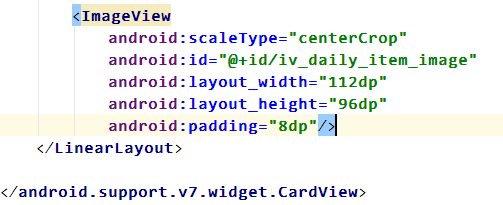 <ImageView
android:scaleType="centerCrop"
android:id="@+id/iv_daily_item_image"
android:layout_width="112dp"
android:layout_height="96dp"
android:padding="8dp"/>
</LinearLayout>
</android.support.v7.widget.CardView>